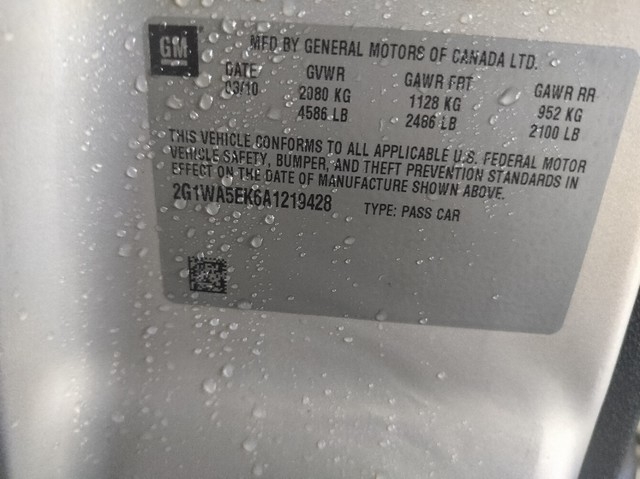 GM
MFD BY GENERAL MOTORS OF CANADA LTD.
DATE GVWR GAWR FRT GAWR RR
03/10 2080 KG 1128 KG 952 KG
4586 LB 2486 LB 2100 LB
THIS VEHICLE CONFORMS TO ALL APPLICABLE U.S. FEDERAL MOTOR
VEHICLE SAFETY, BUMPER, AND THEFT PREVENTION STANDARDS IN
EFFECT ON THE DATE OF MANUFACTURE SHOWN ABOVE.
2G1WA5EK6A1219428 TYPE: PASS CAR